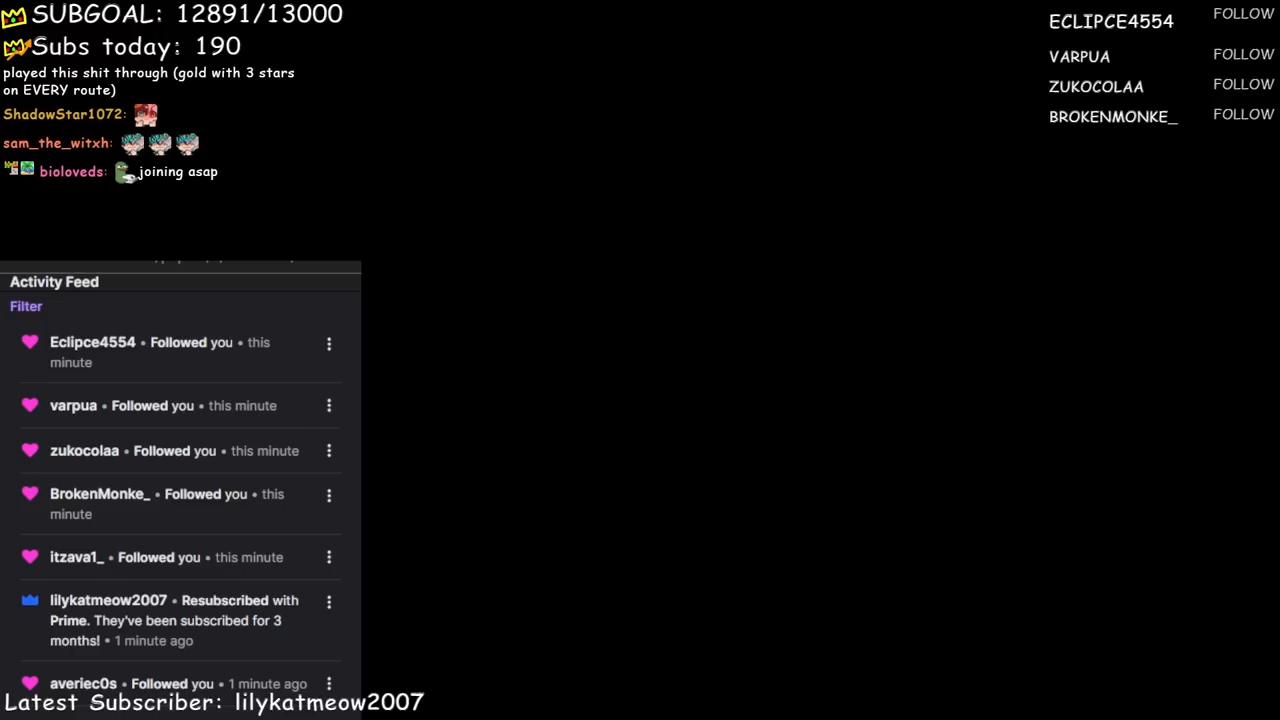 SUBGOAL: 12891/13000
Subs today: 190
played this shit through (gold with 3 stars
on EVERY route)
ShadowStar1072:
sam_the_witxh:
bioloveds: joining asap
ECLIPCE4554 FOLLOW
VARPUA FOLLOW
ZUKOCOLAA FOLLOW
BROKENMONKE_ FOLLOW
Activity Feed
Filter
Eclipce4554 • Followed you • this
minute
varpua • Followed you • this minute
zukocolaa • Followed you • this minute
BrokenMonke_ • Followed you • this
minute
itzava1_ • Followed you • this minute
lilykatmeow2007 • Resubscribed with
Prime. They've been subscribed for 3
months! • 1 minute ago
averiec0s • Followed you • 1 minute ago
Latest Subscriber: lilykatmeow2007